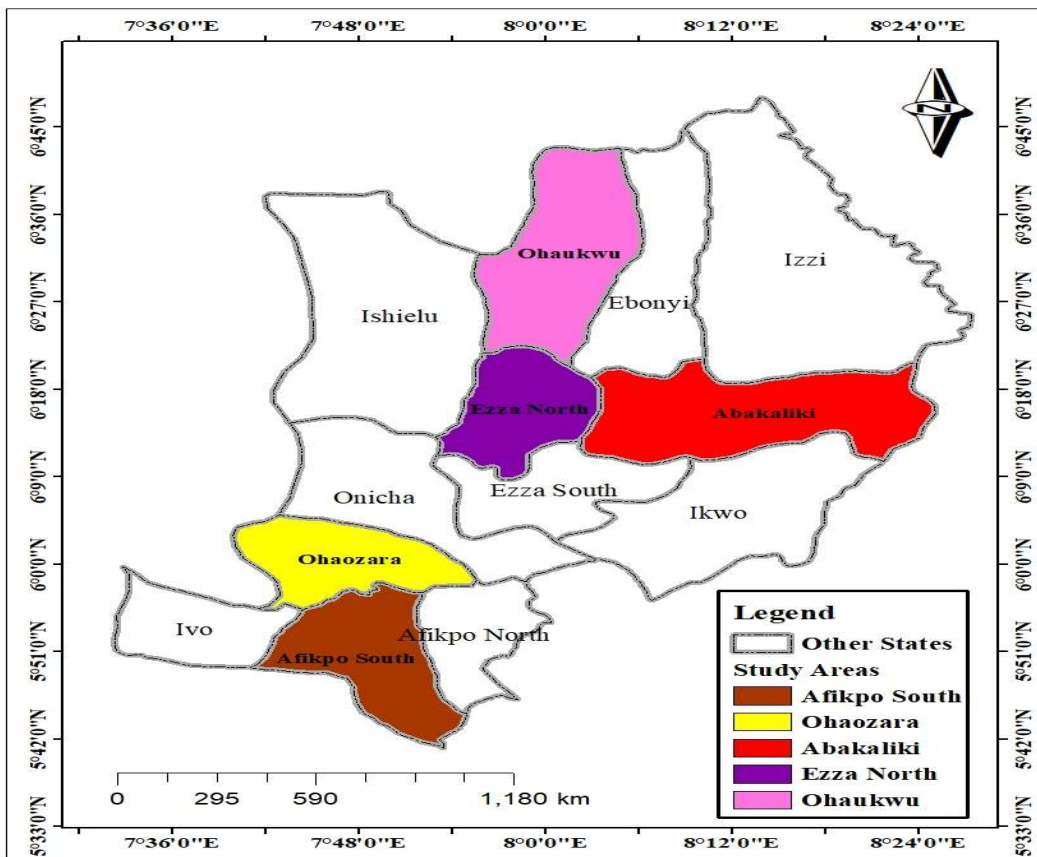 7°36'0"E 7°48'0"E 8°0'0"E 8°12'0"E 8°24'0"E
N
6°45'0"N 6°45'0"N
6°36'0"N 6°36'0"N
Ohaukwu
Izzi
6°27'0"N 6°27'0"N
Ebonyi
Ishielu
6°18'0"N 6°18'0"N
Ezza North
Abakaliki
6°9'0"N 6°9'0"N
Ezza South
Onicha
Ikwo
6°0'0"N 6°0'0"N
Ohaozara
Ivo
Afikpo North
5°51'0"N 5°51'0"N
Afikpo South
5°42'0"N 5°42'0"N
5°33'0"N 5°33'0"N
Legend
Other States
Study Areas
Afikpo South
Ohaozara
Abakaliki
Ezza North
Ohaukwu
0 295 590 1,180 km
7°36'0"E 7°48'0"E 8°0'0"E 8°12'0"E 8°24'0"E